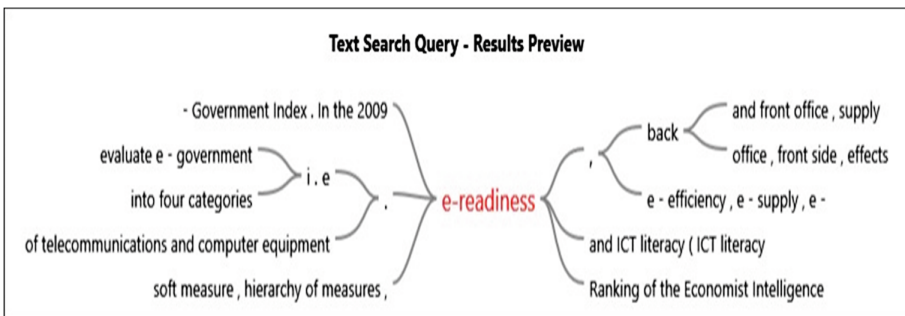 Text Search Query - Results Preview
- Government Index . In the 2009
evaluate e - government
into four categories
i . e
.
of telecommunications and computer equipment
soft measure , hierarchy of measures ,
e-readiness
,
back
and front office , supply
office , front side , effects
e - efficiency , e - supply , e -
and ICT literacy ( ICT literacy
Ranking of the Economist Intelligence